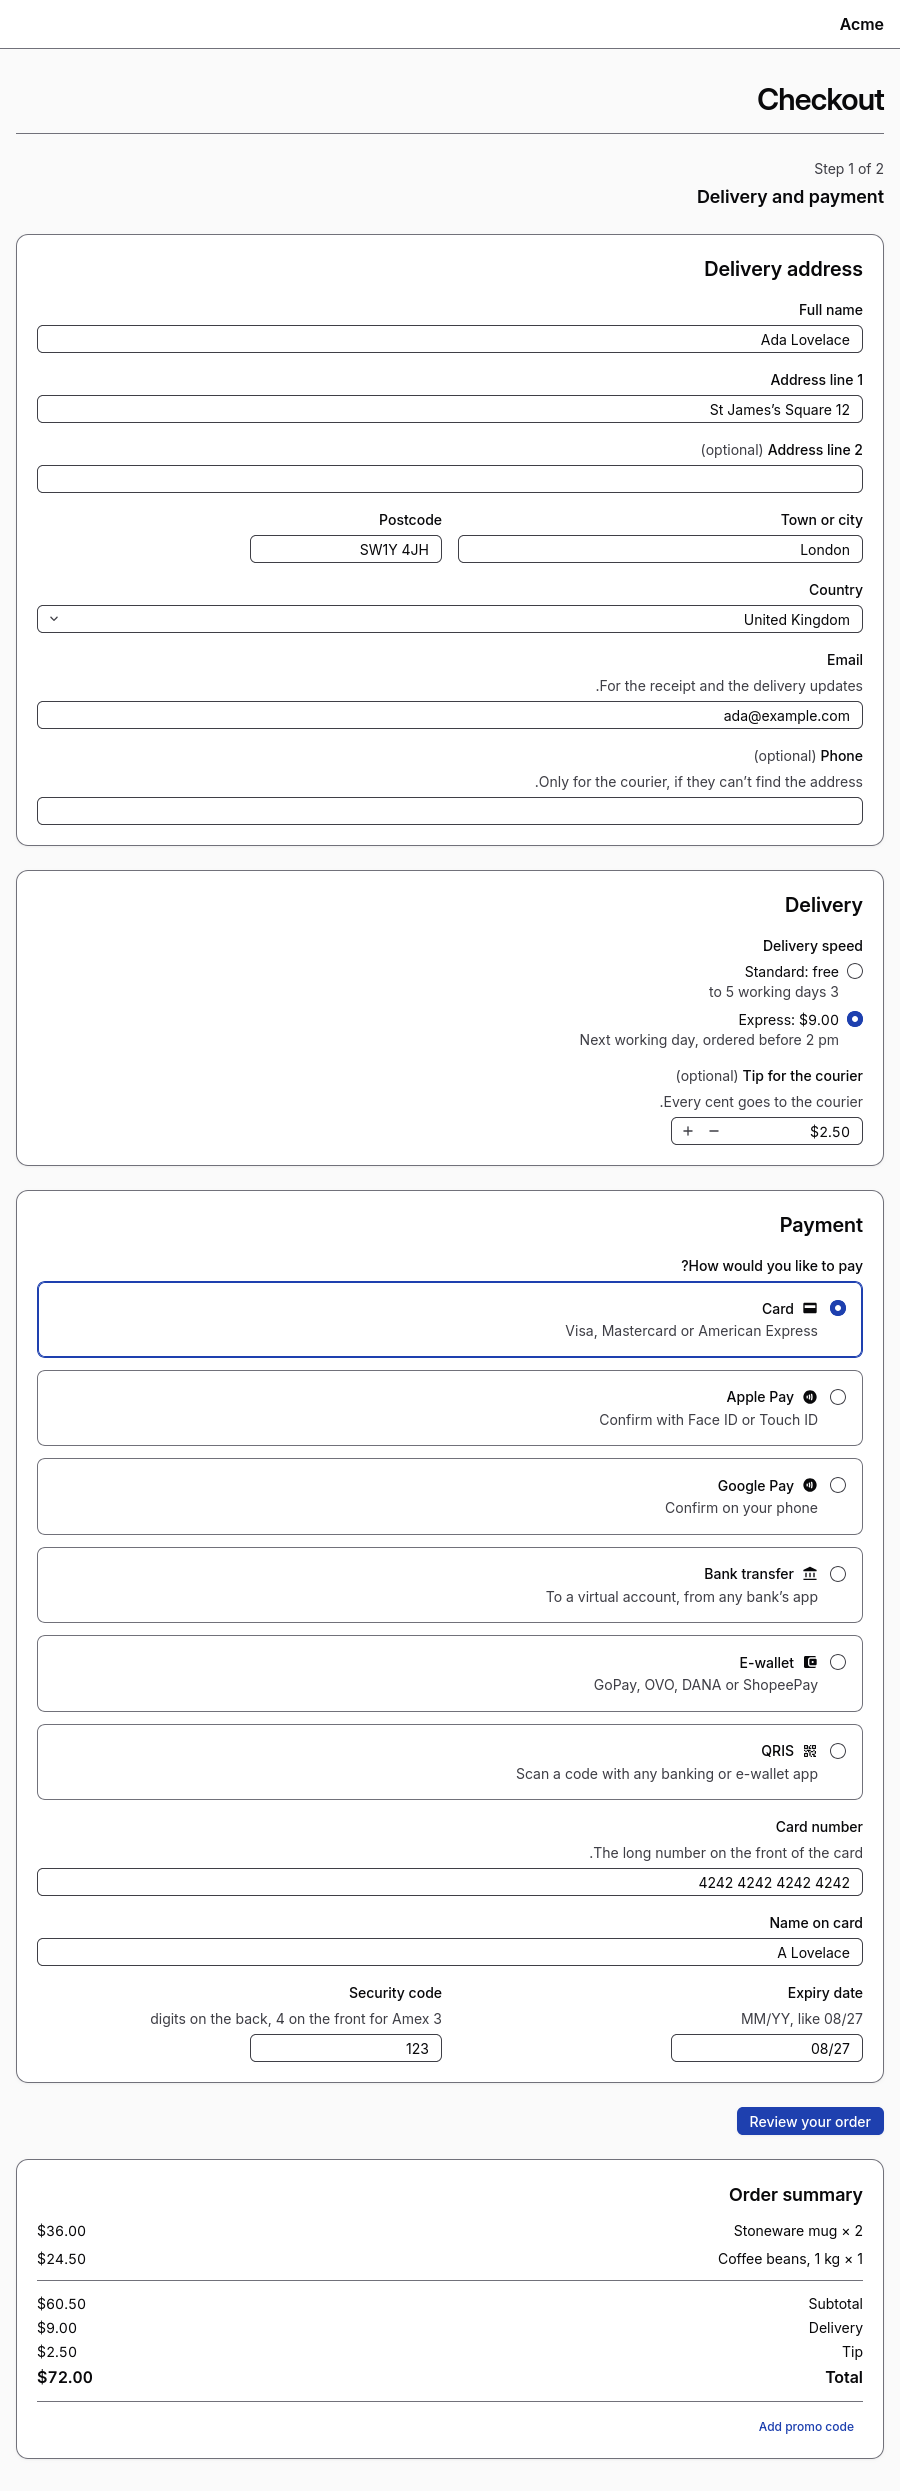 Acme
Checkout
Step 1 of 2
Delivery and payment
Delivery address
Full name
Ada Lovelace
Address line 1
St James’s Square 12
(optional) Address line 2
Town or city
Postcode
London
SW1Y 4JH
Country
United Kingdom
Email
.For the receipt and the delivery updates
ada@example.com
(optional) Phone
.Only for the courier, if they can’t find the address
Delivery
Delivery speed
Standard: free
to 5 working days 3
Express: $9.00
Next working day, ordered before 2 pm
(optional) Tip for the courier
.Every cent goes to the courier
$2.50
Payment
?How would you like to pay
Card
Visa, Mastercard or American Express
Apple Pay
Confirm with Face ID or Touch ID
Google Pay
Confirm on your phone
Bank transfer
To a virtual account, from any bank’s app
E-wallet
GoPay, OVO, DANA or ShopeePay
QRIS
Scan a code with any banking or e-wallet app
Card number
.The long number on the front of the card
4242 4242 4242 4242
Name on card
A Lovelace
Expiry date
Security code
MM/YY, like 08/27
digits on the back, 4 on the front for Amex 3
08/27
123
Review your order
Order summary
Stoneware mug × 2
$36.00
Coffee beans, 1 kg × 1
$24.50
Subtotal
$60.50
Delivery
$9.00
Tip
$2.50
Total
$72.00
Add promo code